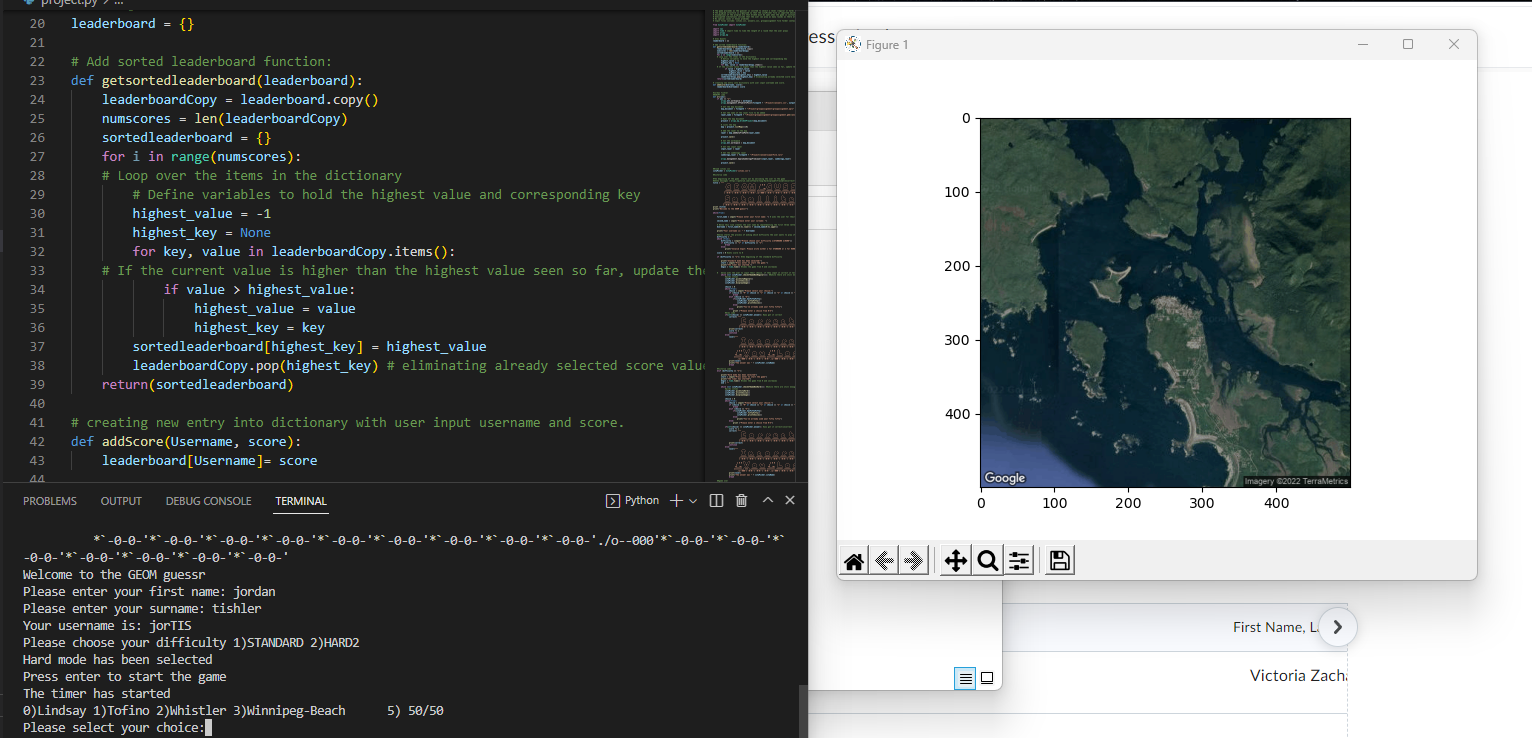 project.py > ...
20 leaderboard = {}
21
22 # Add sorted leaderboard function:
23 def getsortedleaderboard(leaderboard):
24 leaderboardCopy = leaderboard.copy()
25 numscores = len(leaderboardCopy)
26 sortedleaderboard = {}
27 for i in range(numscores):
28 # Loop over the items in the dictionary
29 # Define variables to hold the highest value and corresponding key
30 highest_value = -1
31 highest_key = None
32 for key, value in leaderboardCopy.items():
33 # If the current value is higher than the highest value seen so far, update the
34 if value > highest_value:
35 highest_value = value
36 highest_key = key
37 sortedleaderboard[highest_key] = highest_value
38 leaderboardCopy.pop(highest_key) # eliminating already selected score valu
39 return(sortedleaderboard)
40
41 # creating new entry into dictionary with user input username and score.
42 def addScore(Username, score):
43 leaderboard[Username]= score
44
PROBLEMS OUTPUT DEBUG CONSOLE TERMINAL Python
*`-0-0-'*`-0-0-'*`-0-0-'*`-0-0-'*`-0-0-'*`-0-0-'*`-0-0-'*`-0-0-'*`-0-0-'./o--000'*`-0-0-'*`-0-0-'*`
-0-0-'*`-0-0-'*`-0-0-'*`-0-0-'*`-0-0-'
Welcome to the GEOM guessr
Please enter your first name: jordan
Please enter your surname: tishler
Your username is: jorTIS
Please choose your difficulty 1)STANDARD 2)HARD2
Hard mode has been selected
Press enter to start the game
The timer has started
0)Lindsay 1)Tofino 2)Whistler 3)Winnipeg-Beach 5) 50/50
Please select your choice:
ess
Figure 1
0
100
200
300
400
Google
Imagery ©2022 TerraMetrics
0 100 200 300 400
First Name, L
Victoria Zach